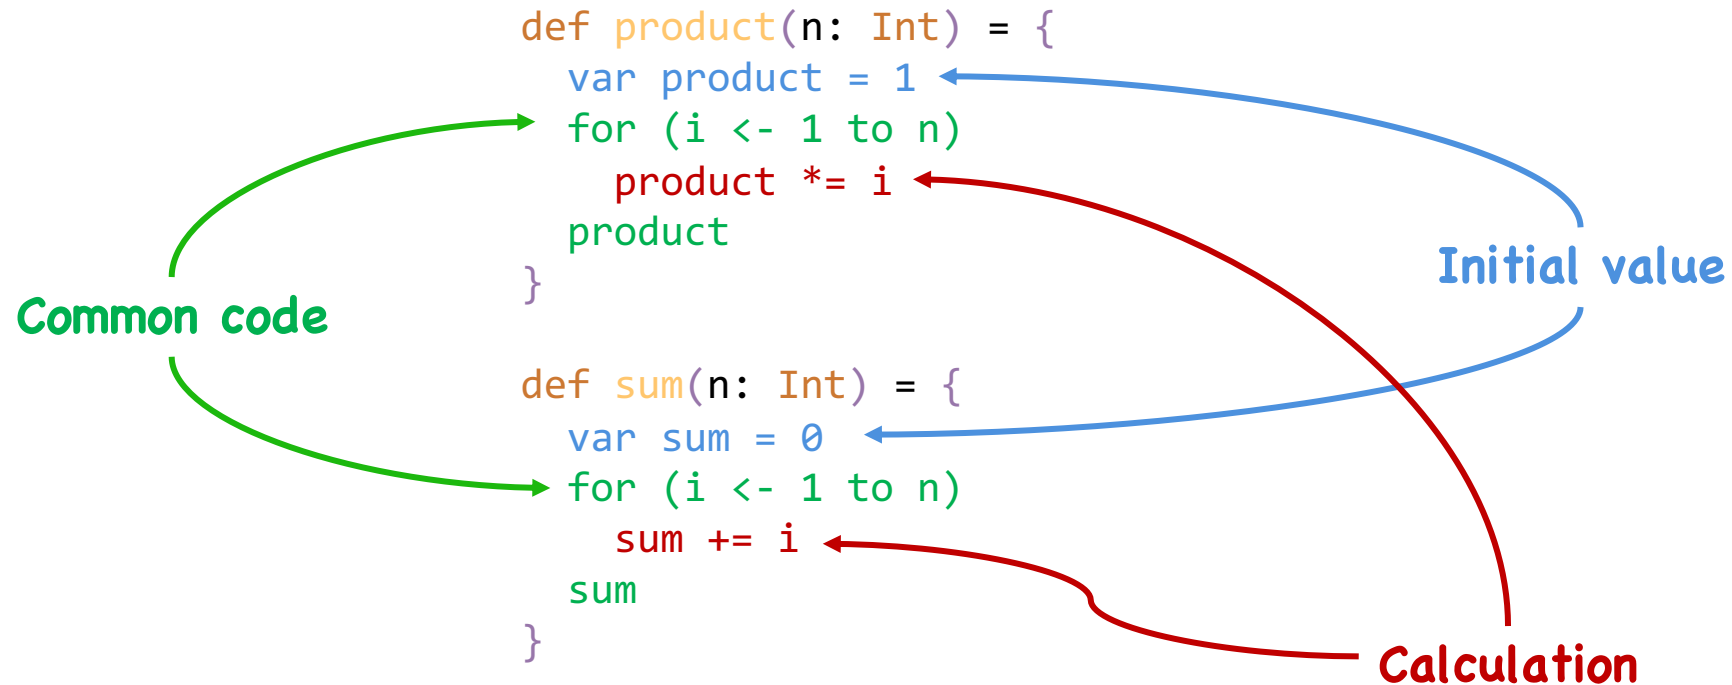 def product(n: Int) = {
  var product = 1
  for (i <- 1 to n)
    product *= i
  product
}
Initial value
Common code
def sum(n: Int) = {
  var sum = 0
  for (i <- 1 to n)
    sum += i
  sum
}
Calculation